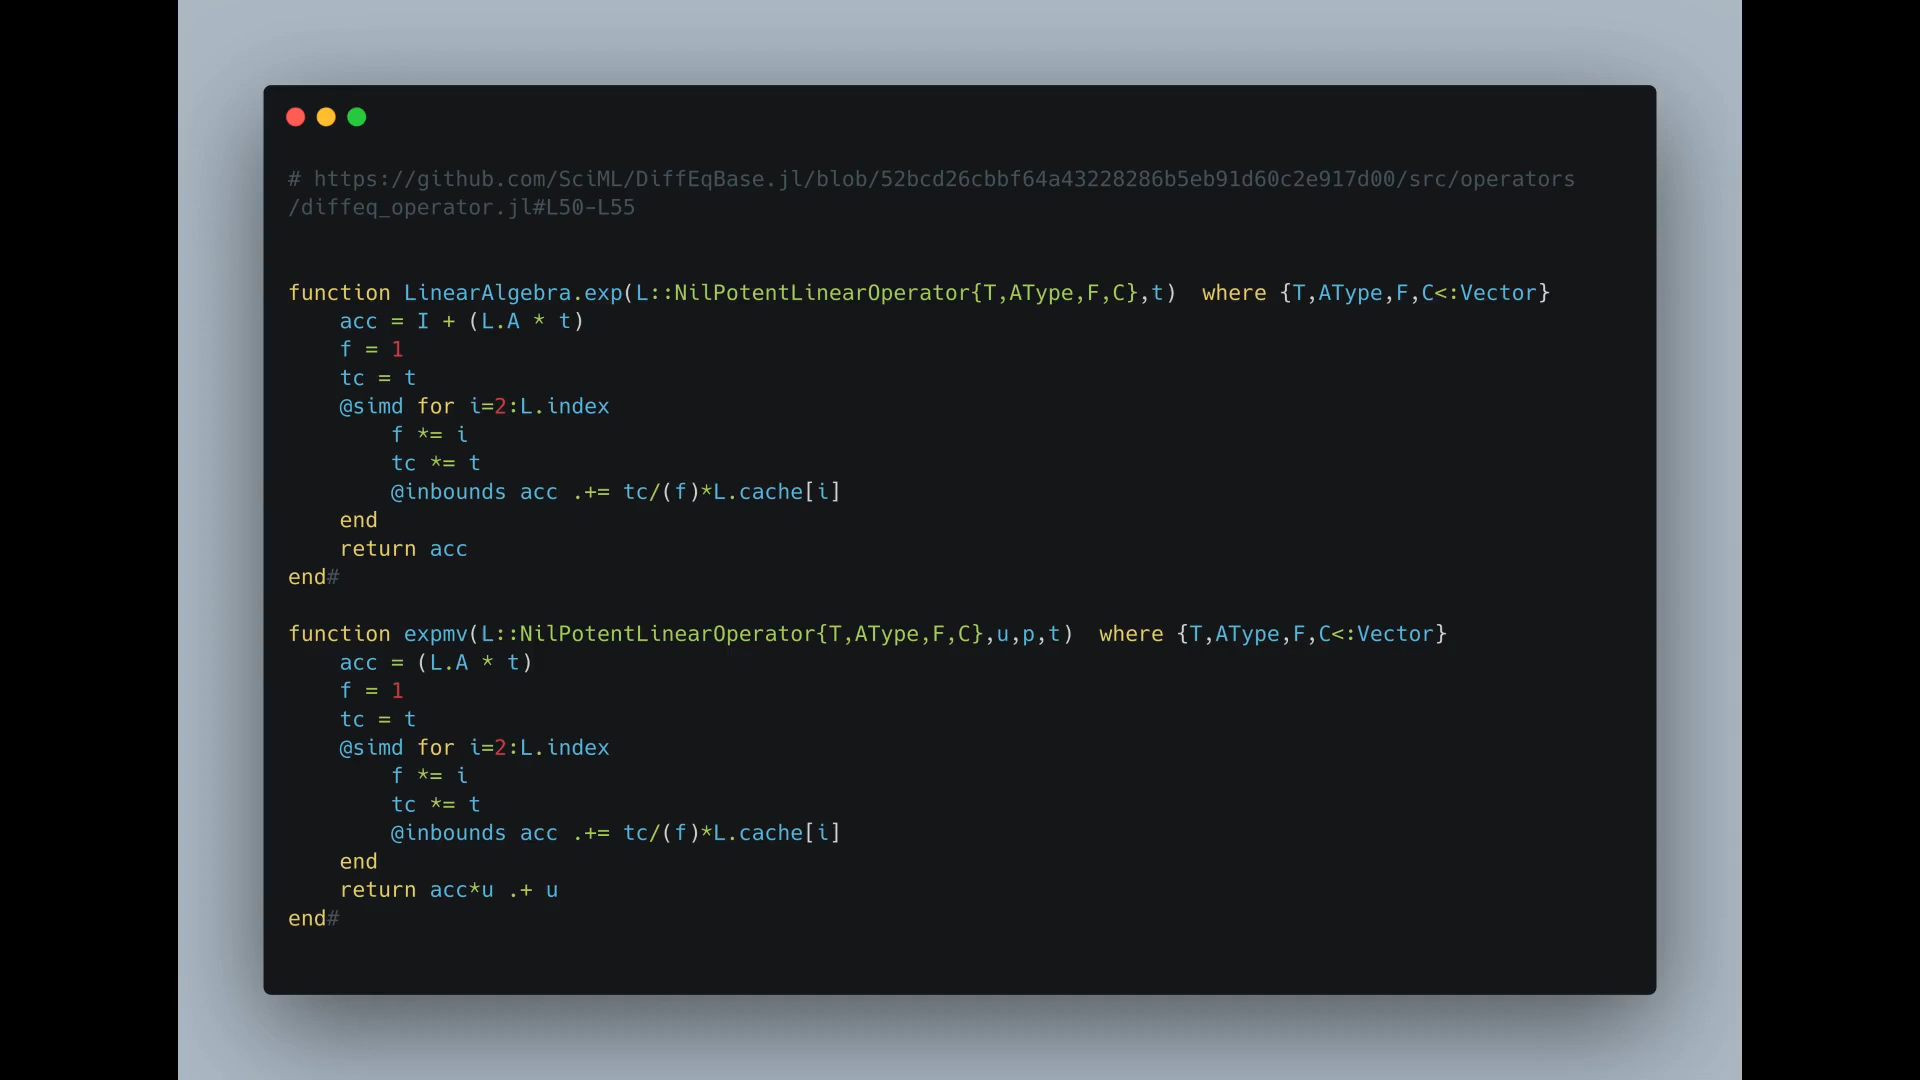 # https://github.com/SciML/DiffEqBase.jl/blob/52bcd26cbbf64a43228286b5eb91d60c2e917d00/src/operators
/diffeq_operator.jl#L50-L55
function LinearAlgebra.exp(L::NilPotentLinearOperator{T,AType,F,C},t)  where {T,AType,F,C<:Vector}
    acc = I + (L.A * t)
    f = 1
    tc = t
    @simd for i=2:L.index
        f *= i
        tc *= t
        @inbounds acc .+= tc/(f)*L.cache[i]
    end
    return acc
end#
function expmv(L::NilPotentLinearOperator{T,AType,F,C},u,p,t)  where {T,AType,F,C<:Vector}
    acc = (L.A * t)
    f = 1
    tc = t
    @simd for i=2:L.index
        f *= i
        tc *= t
        @inbounds acc .+= tc/(f)*L.cache[i]
    end
    return acc*u .+ u
end#